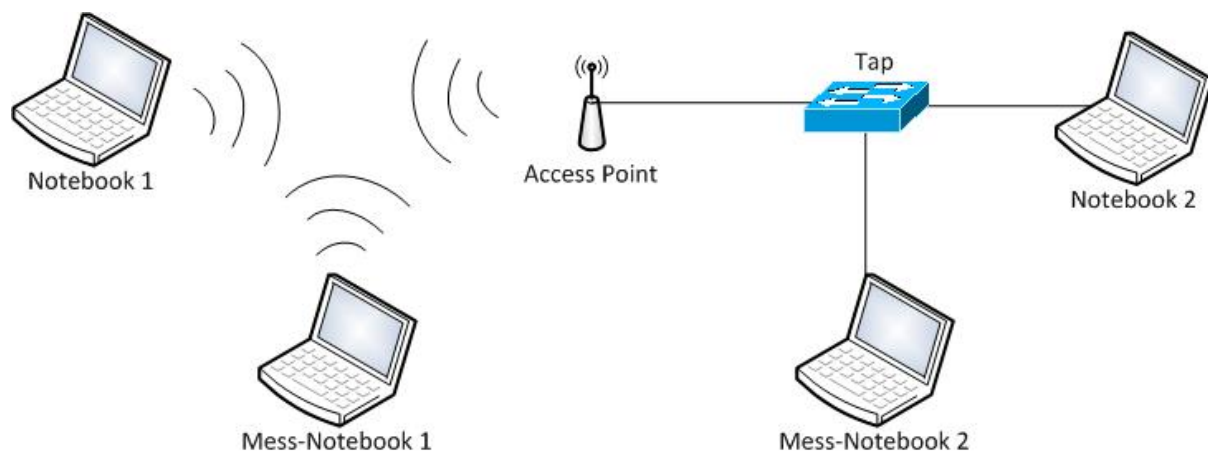 Tap
Notebook 1
Access Point
Notebook 2
Mess-Notebook 1
Mess-Notebook 2